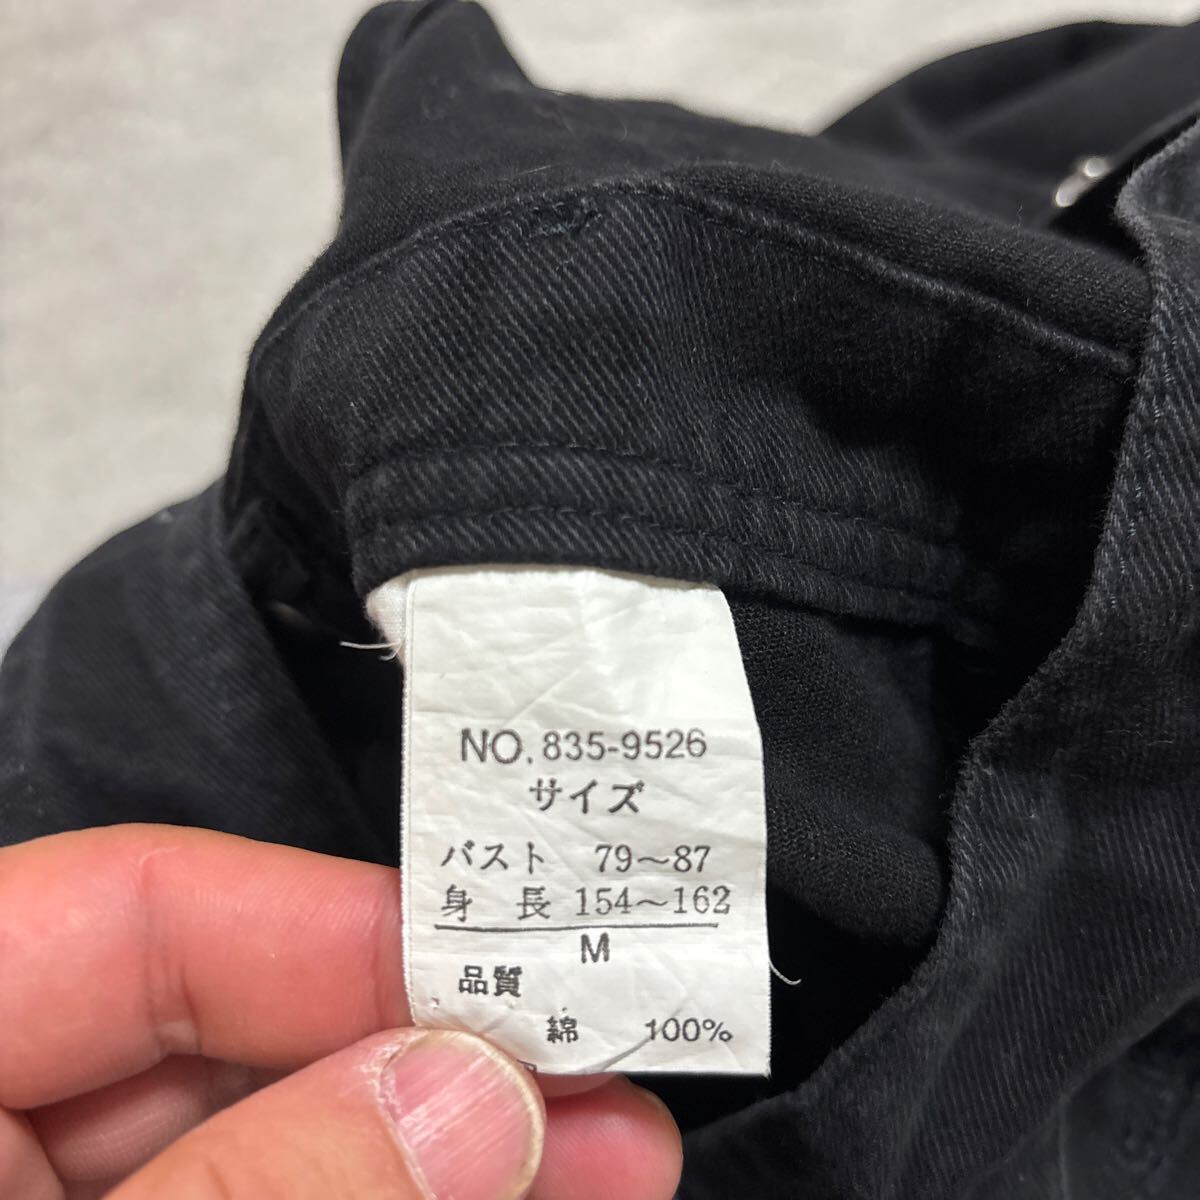 NO. 835-9526
サイズ
バスト 79〜87
身 長 154〜162
M
品質
綿 100%